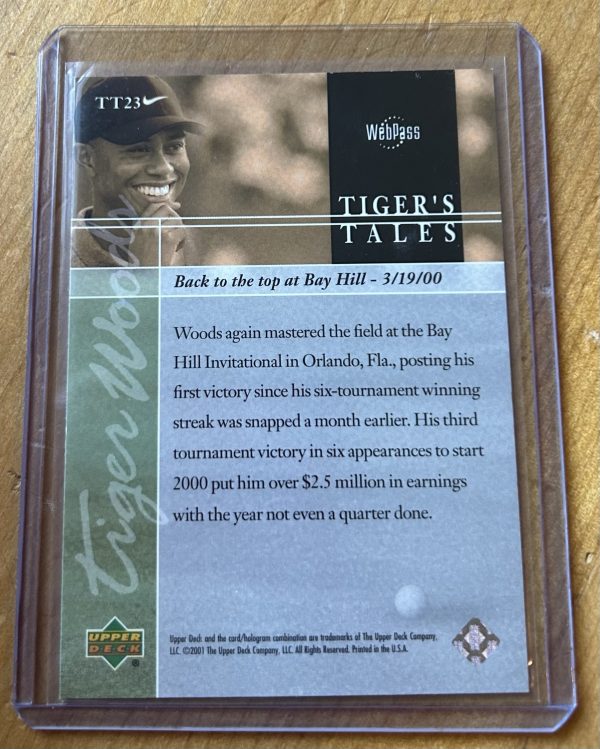 TT23
WebPass
TIGER'S
TALES
Tiger Woods
Back to the top at Bay Hill - 3/19/00
Woods again mastered the field at the Bay
Hill Invitational in Orlando, Fla., posting his
first victory since his six-tournament winning
streak was snapped a month earlier. His third
tournament victory in six appearances to start
2000 put him over $2.5 million in earnings
with the year not even a quarter done.
UPPER
D·E·C·K
®
Upper Deck and the card/hologram combination are trademarks of The Upper Deck Company,
LLC. ©2001 The Upper Deck Company, LLC. All Rights Reserved. Printed in the U.S.A.